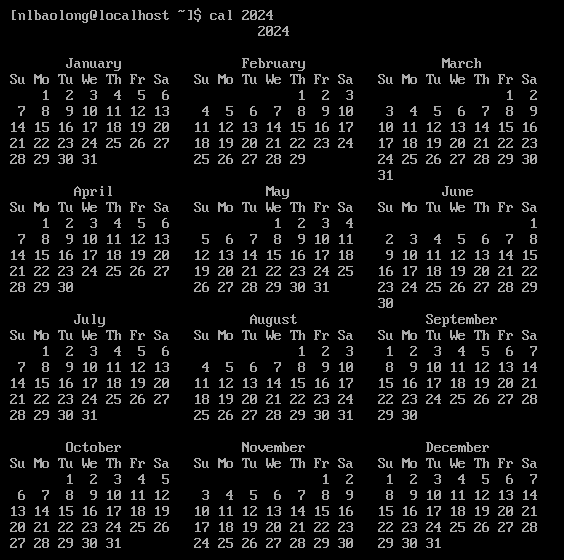 [nlbaolong@localhost ~]$ cal 2024
                               2024

       January               February                 March
Su Mo Tu We Th Fr Sa   Su Mo Tu We Th Fr Sa   Su Mo Tu We Th Fr Sa
    1  2  3  4  5  6                1  2  3                   1  2
 7  8  9 10 11 12 13    4  5  6  7  8  9 10    3  4  5  6  7  8  9
14 15 16 17 18 19 20   11 12 13 14 15 16 17   10 11 12 13 14 15 16
21 22 23 24 25 26 27   18 19 20 21 22 23 24   17 18 19 20 21 22 23
28 29 30 31            25 26 27 28 29         24 25 26 27 28 29 30
                                              31
        April                   May                   June
Su Mo Tu We Th Fr Sa   Su Mo Tu We Th Fr Sa   Su Mo Tu We Th Fr Sa
    1  2  3  4  5  6             1  2  3  4                      1
 7  8  9 10 11 12 13    5  6  7  8  9 10 11    2  3  4  5  6  7  8
14 15 16 17 18 19 20   12 13 14 15 16 17 18    9 10 11 12 13 14 15
21 22 23 24 25 26 27   19 20 21 22 23 24 25   16 17 18 19 20 21 22
28 29 30               26 27 28 29 30 31      23 24 25 26 27 28 29
                                              30
        July                  August                September
Su Mo Tu We Th Fr Sa   Su Mo Tu We Th Fr Sa   Su Mo Tu We Th Fr Sa
    1  2  3  4  5  6                1  2  3    1  2  3  4  5  6  7
 7  8  9 10 11 12 13    4  5  6  7  8  9 10    8  9 10 11 12 13 14
14 15 16 17 18 19 20   11 12 13 14 15 16 17   15 16 17 18 19 20 21
21 22 23 24 25 26 27   18 19 20 21 22 23 24   22 23 24 25 26 27 28
28 29 30 31            25 26 27 28 29 30 31   29 30

       October               November               December
Su Mo Tu We Th Fr Sa   Su Mo Tu We Th Fr Sa   Su Mo Tu We Th Fr Sa
       1  2  3  4  5                   1  2    1  2  3  4  5  6  7
 6  7  8  9 10 11 12    3  4  5  6  7  8  9    8  9 10 11 12 13 14
13 14 15 16 17 18 19   10 11 12 13 14 15 16   15 16 17 18 19 20 21
20 21 22 23 24 25 26   17 18 19 20 21 22 23   22 23 24 25 26 27 28
27 28 29 30 31         24 25 26 27 28 29 30   29 30 31